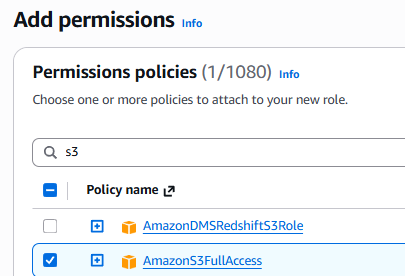 Add permissions Info
Permissions policies (1/1080) Info
Choose one or more policies to attach to your new role.
s3
Policy name
AmazonDMSRedshiftS3Role
AmazonS3FullAccess